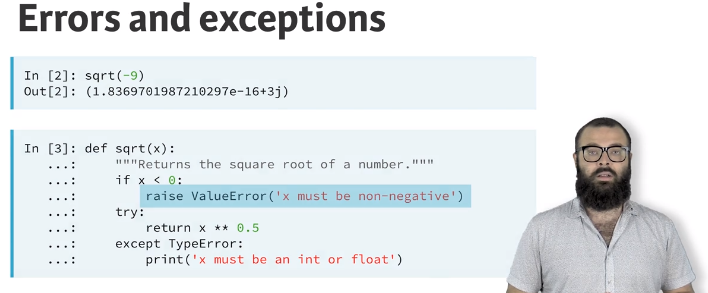 Errors and exceptions
In [2]: sqrt(-9)
Out[2]: (1.8369701987210297e-16+3j)
In [3]: def sqrt(x):
...: """Returns the square root of a number."""
...: if x < 0:
...: raise ValueError('x must be non-negative')
...: try:
...: return x ** 0.5
...: except TypeError:
...: print('x must be an int or float')